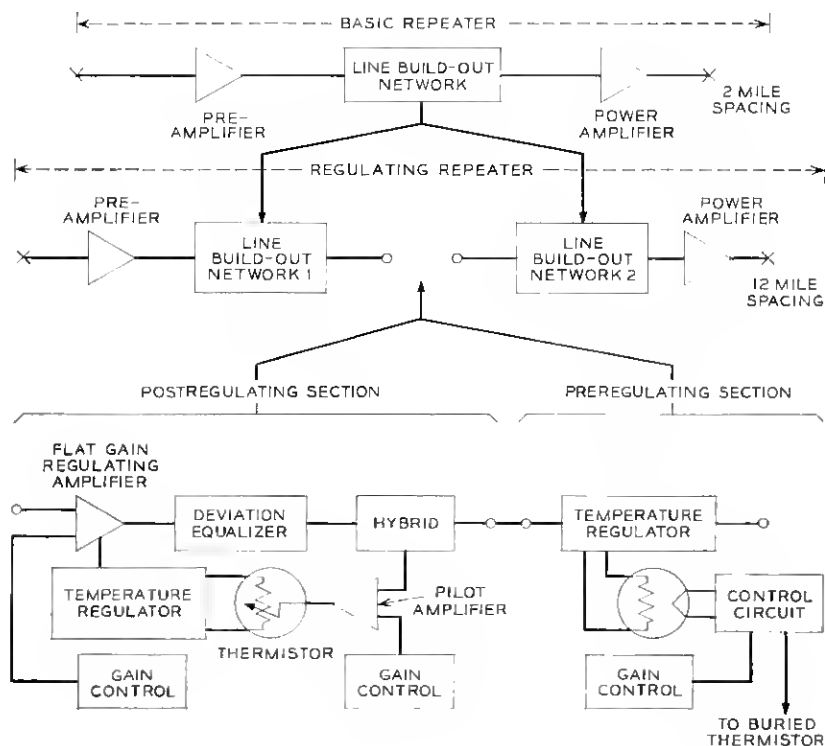 BASIC REPEATER
LINE BUILD-OUT
NETWORK
PRE-
AMPLIFIER
POWER
AMPLIFIER
2 MILE
SPACING
REGULATING REPEATER
PRE-
AMPLIFIER
LINE
BUILD-OUT
NETWORK 1
LINE
BUILD-OUT
NETWORK 2
POWER
AMPLIFIER
12 MILE
SPACING
POSTREGULATING SECTION
PREREGULATING SECTION
FLAT GAIN
REGULATING
AMPLIFIER
DEVIATION
EQUALIZER
HYBRID
TEMPERATURE
REGULATOR
TEMPERATURE
REGULATOR
THERMISTOR
PILOT
AMPLIFIER
CONTROL
CIRCUIT
GAIN
CONTROL
GAIN
CONTROL
GAIN
CONTROL
TO BURIED
THERMISTOR